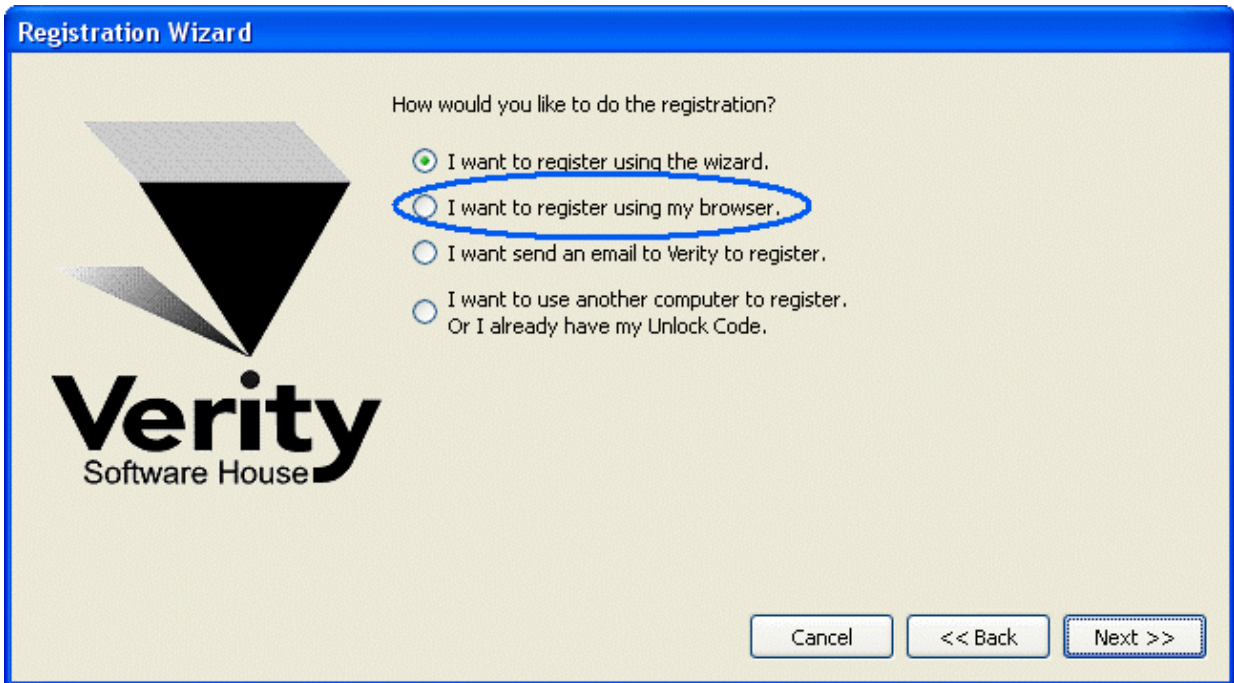 Registration Wizard
How would you like to do the registration?
I want to register using the wizard.
I want to register using my browser.
I want send an email to Verity to register.
I want to use another computer to register.
Or I already have my Unlock Code.
Verity
Software House
Cancel
<< Back
Next >>